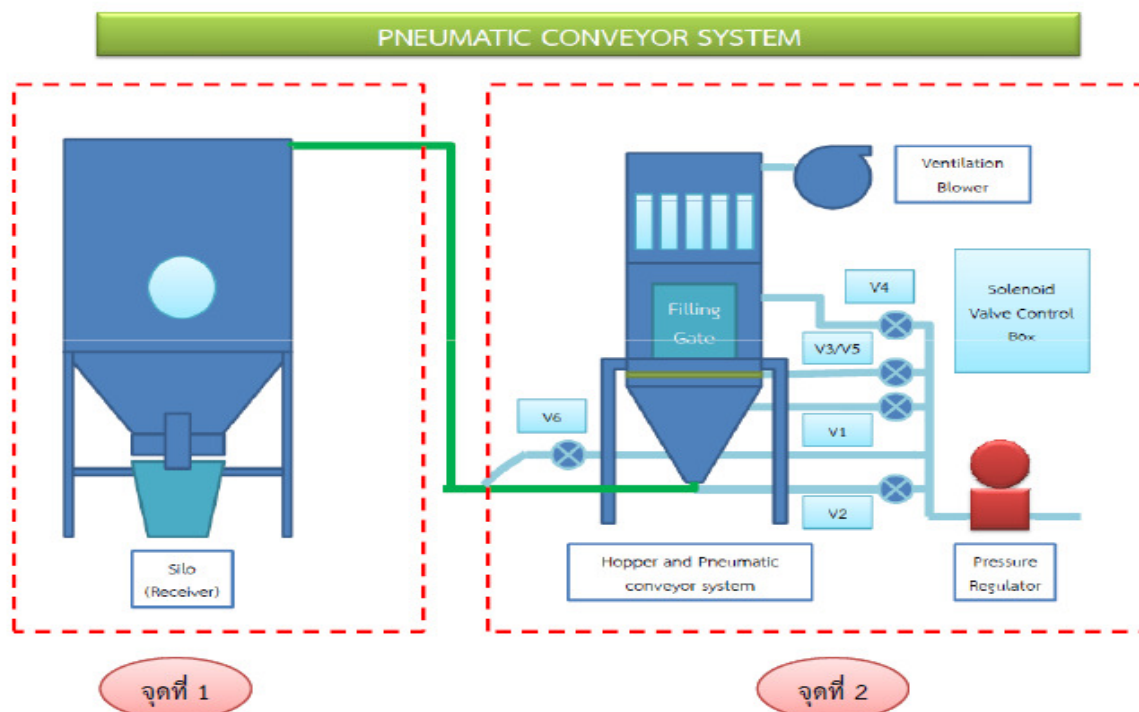 PNEUMATIC CONVEYOR SYSTEM
Ventilation
Blower
V4
Solenoid
Valve Control
Box
Filling
Gate
V3/V5
V6
V1
V2
Silo
(Receiver)
Hopper and Pneumatic
conveyor system
Pressure
Regulator
จุดที่ 1
จุดที่ 2